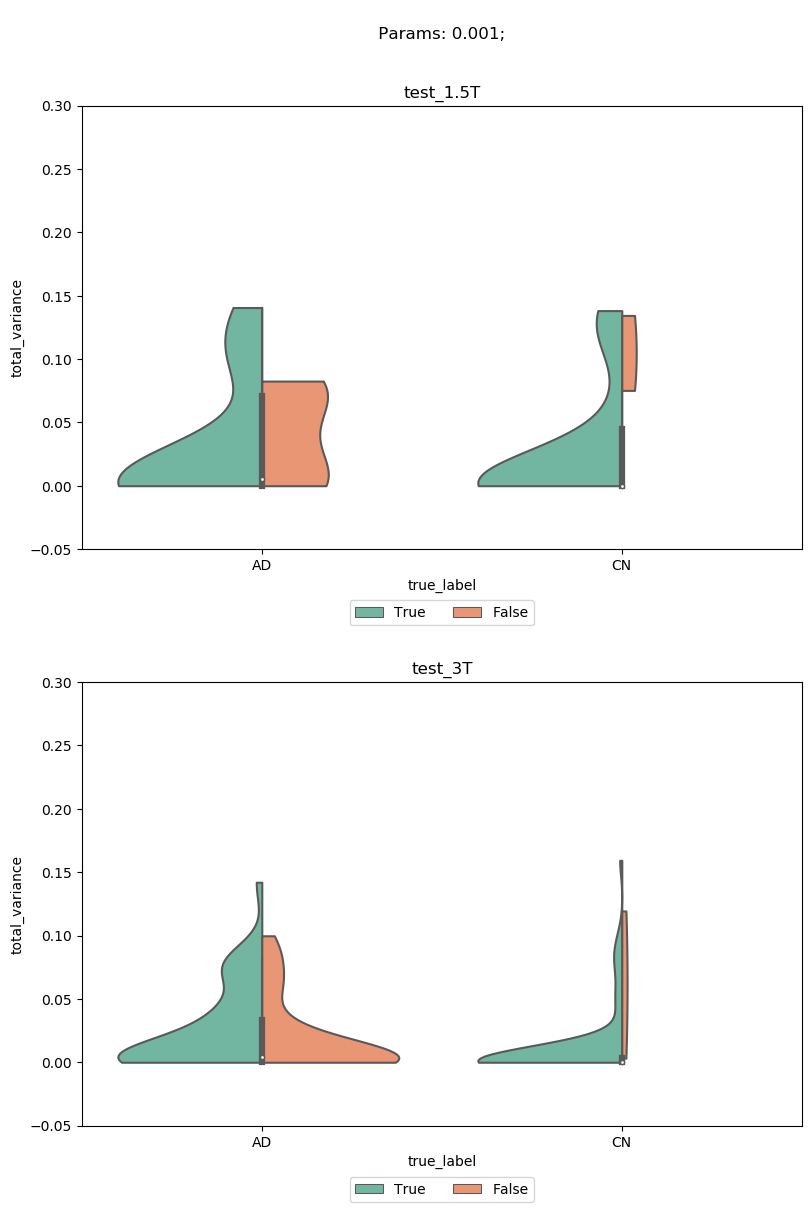 Params: 0.001;
test_1.5T
0.30
0.25
0.20
0.15
0.10
0.05
0.00
−0.05
total_variance
AD CN
true_label
True False
test_3T
0.30
0.25
0.20
0.15
0.10
0.05
0.00
−0.05
total_variance
AD CN
true_label
True False